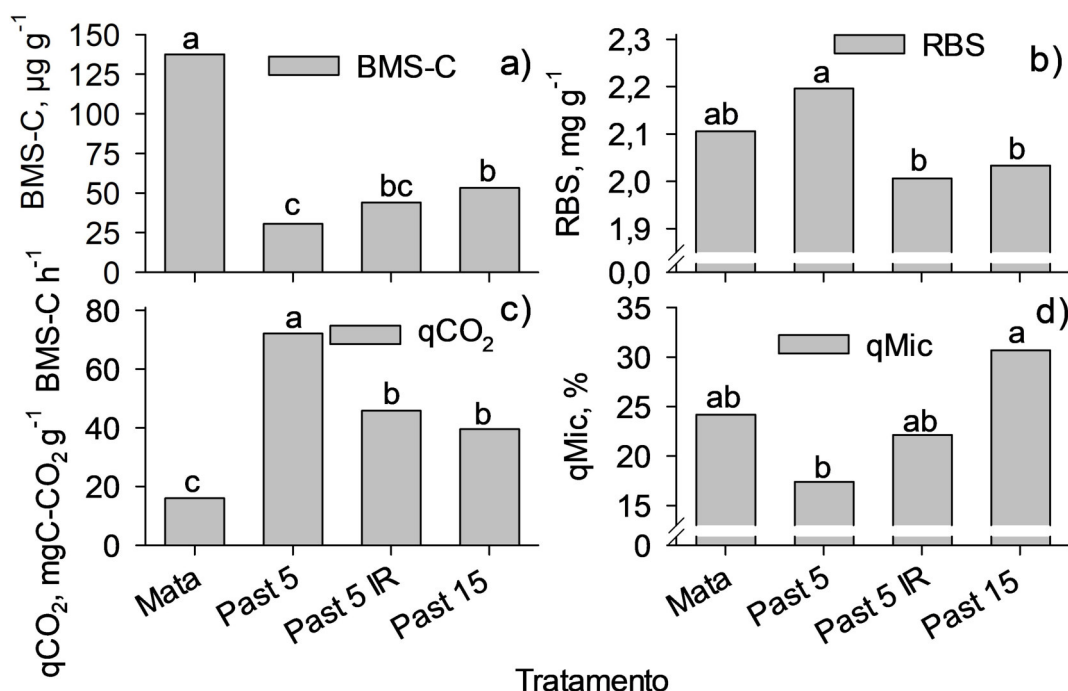 BMS-C, µg g⁻¹
150
125
100
75
50
25
0
BMS-C
a)
a
c
bc
b
RBS, mg g⁻¹
2,3
2,2
2,1
2,0
1,9
0,0
RBS
b)
ab
a
b
b
qCO₂, mgC-CO₂ g⁻¹ BMS-C h⁻¹
80
60
40
20
0
qCO₂
c)
c
a
b
b
Mata
Past 5
Past 5 IR
Past 15
qMic, %
30
25
20
15
0
qMic
d)
ab
b
ab
a
Mata
Past 5
Past 5 IR
Past 15
Tratamento